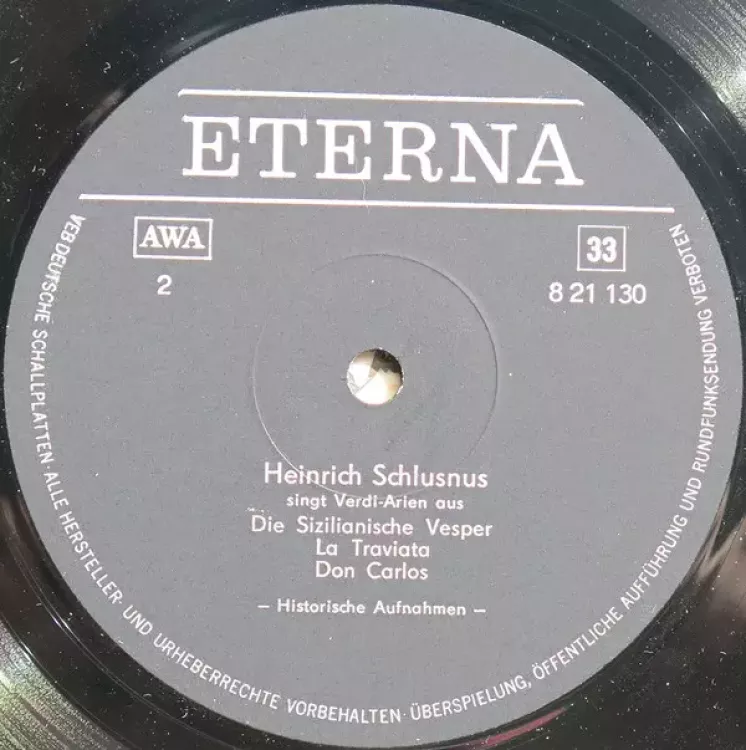 ETERNA
AWA
33
2
8 21 130
Heinrich Schlusnus
singt Verdi-Arien aus
Die Sizilianische Vesper
La Traviata
Don Carlos
— Historische Aufnahmen —
VEB DEUTSCHE SCHALLPLATTEN · ALLE HERSTELLER- UND URHEBERRECHTE VORBEHALTEN · ÜBERSPIELUNG, ÖFFENTLICHE AUFFÜHRUNG UND RUNDFUNKSENDUNG VERBOTEN